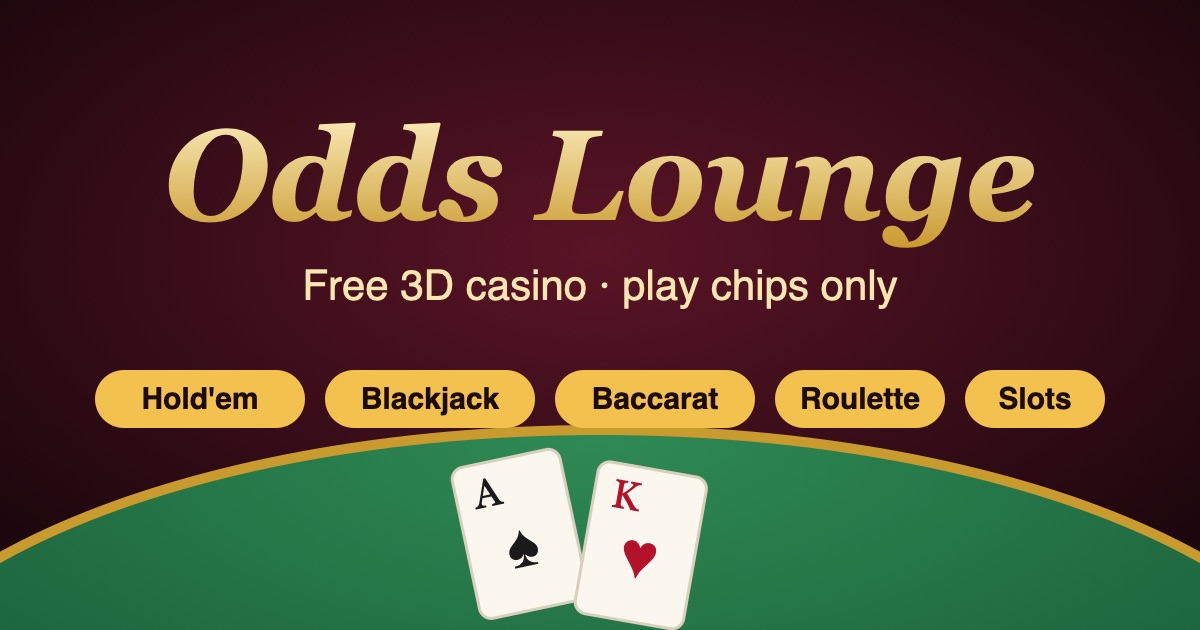 Odds Lounge
Free 3D casino · play chips only
Hold'em Blackjack Baccarat Roulette Slots
A K